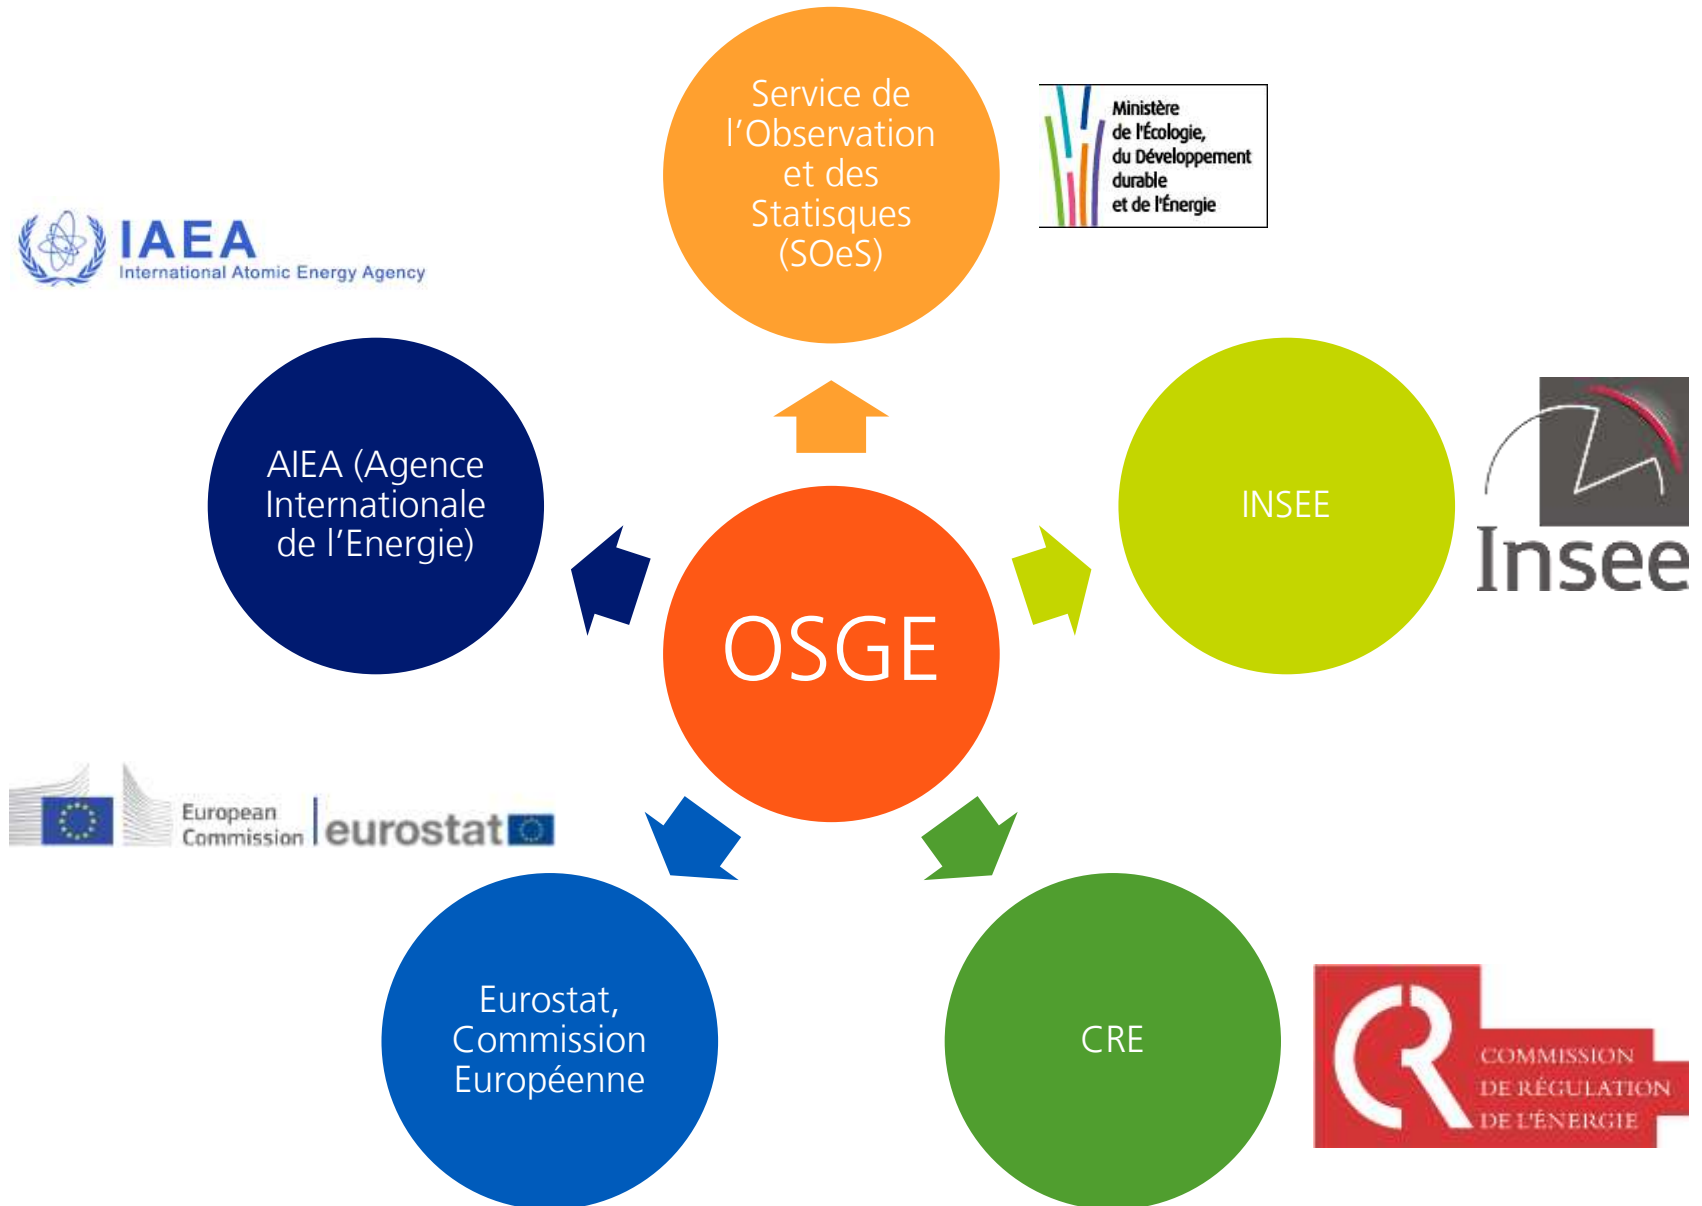 Service de
l'Observation
et des
Statisques
(SOeS)
Ministère
de l'Écologie,
du Développement
durable
et de l'Énergie
IAEA
International Atomic Energy Agency
AIEA (Agence
Internationale
de l'Energie)
INSEE
Insee
OSGE
European
Commission
eurostat
Eurostat,
Commission
Européenne
CRE
CR
COMMISSION
DE RÉGULATION
DE L'ÉNERGIE